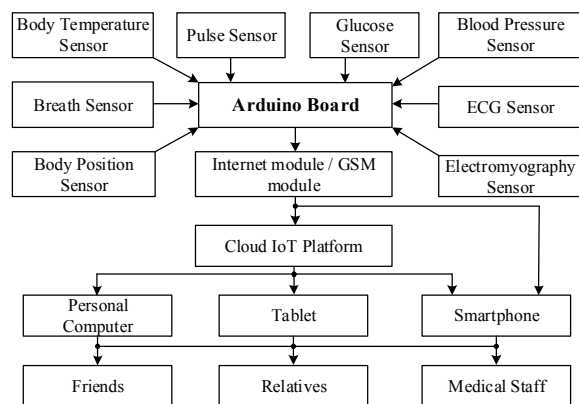 Body Temperature
Sensor
Pulse Sensor
Glucose
Sensor
Blood Pressure
Sensor
Breath Sensor
Arduino Board
ECG Sensor
Body Position
Sensor
Internet module / GSM
module
Electromyography
Sensor
Cloud IoT Platform
Personal
Computer
Tablet
Smartphone
Friends
Relatives
Medical Staff